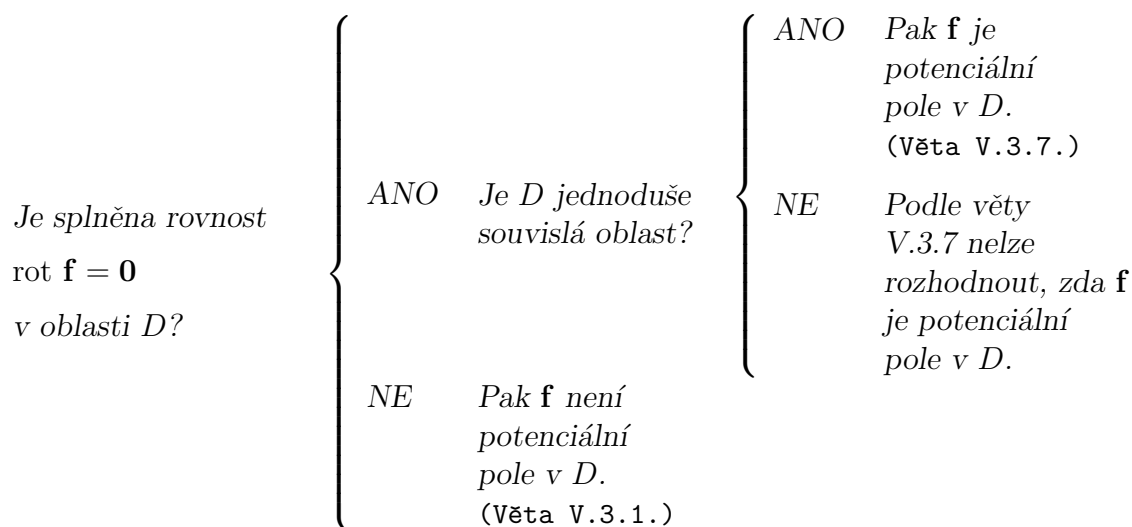 Je splněna rovnost
rot f = 0
v oblasti D?
ANO
Je D jednoduše
souvislá oblast?
ANO
Pak f je
potenciální
pole v D.
(Věta V.3.7.)
NE
Podle věty
V.3.7 nelze
rozhodnout, zda f
je potenciální
pole v D.
NE
Pak f není
potenciální
pole v D.
(Věta V.3.1.)